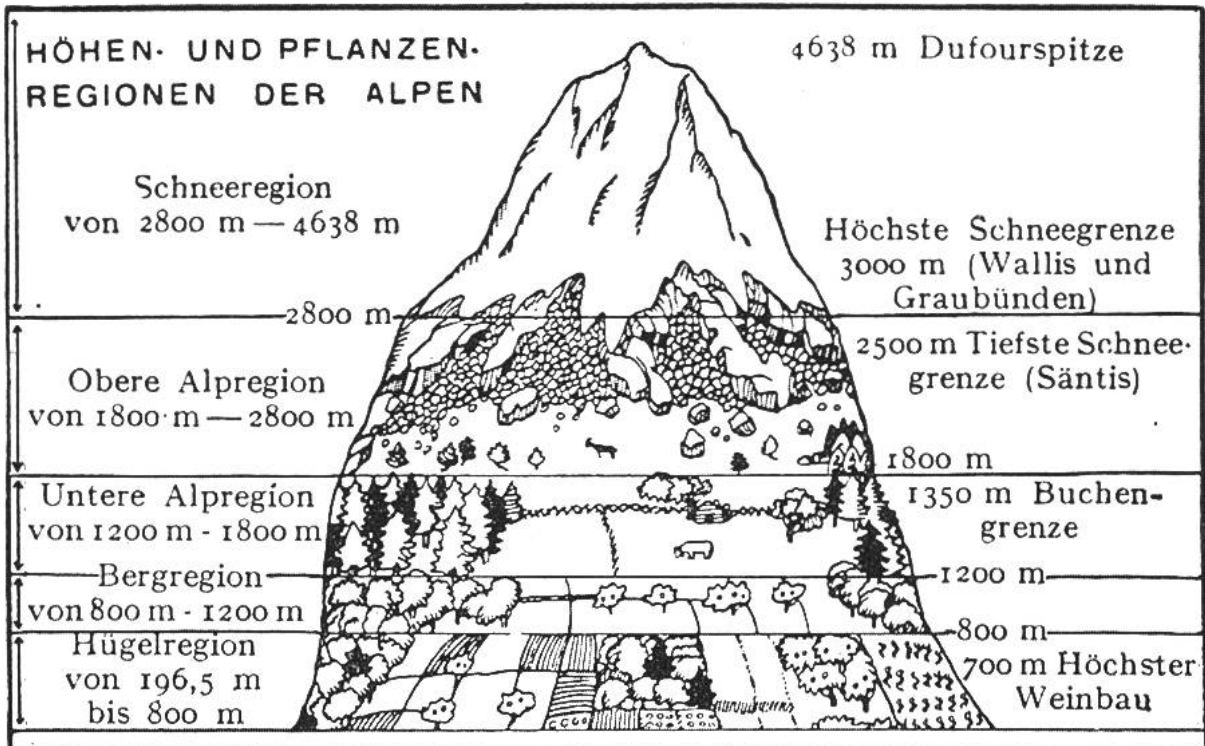 HÖHEN- UND PFLANZEN-
REGIONEN DER ALPEN
4638 m Dufourspitze
Schneeregion
von 2800 m — 4638 m
Höchste Schneegrenze
3000 m (Wallis und
Graubünden)
2800 m
2500 m Tiefste Schnee-
grenze (Säntis)
Obere Alpregion
von 1800 m — 2800 m
1800 m
Untere Alpregion
von 1200 m - 1800 m
1350 m Buchen-
grenze
Bergregion
von 800 m - 1200 m
1200 m
800 m
Hügelregion
von 196,5 m
bis 800 m
700 m Höchster
Weinbau